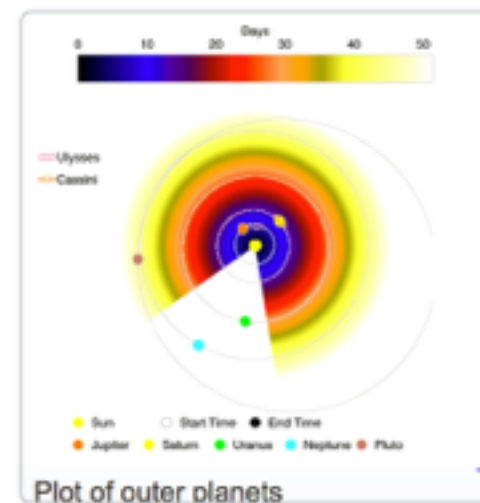 Days
0 10 20 30 40 50
Ulysses
Cassini
Sun Start Time End Time
Jupiter Saturn Uranus Neptune Pluto
Plot of outer planets